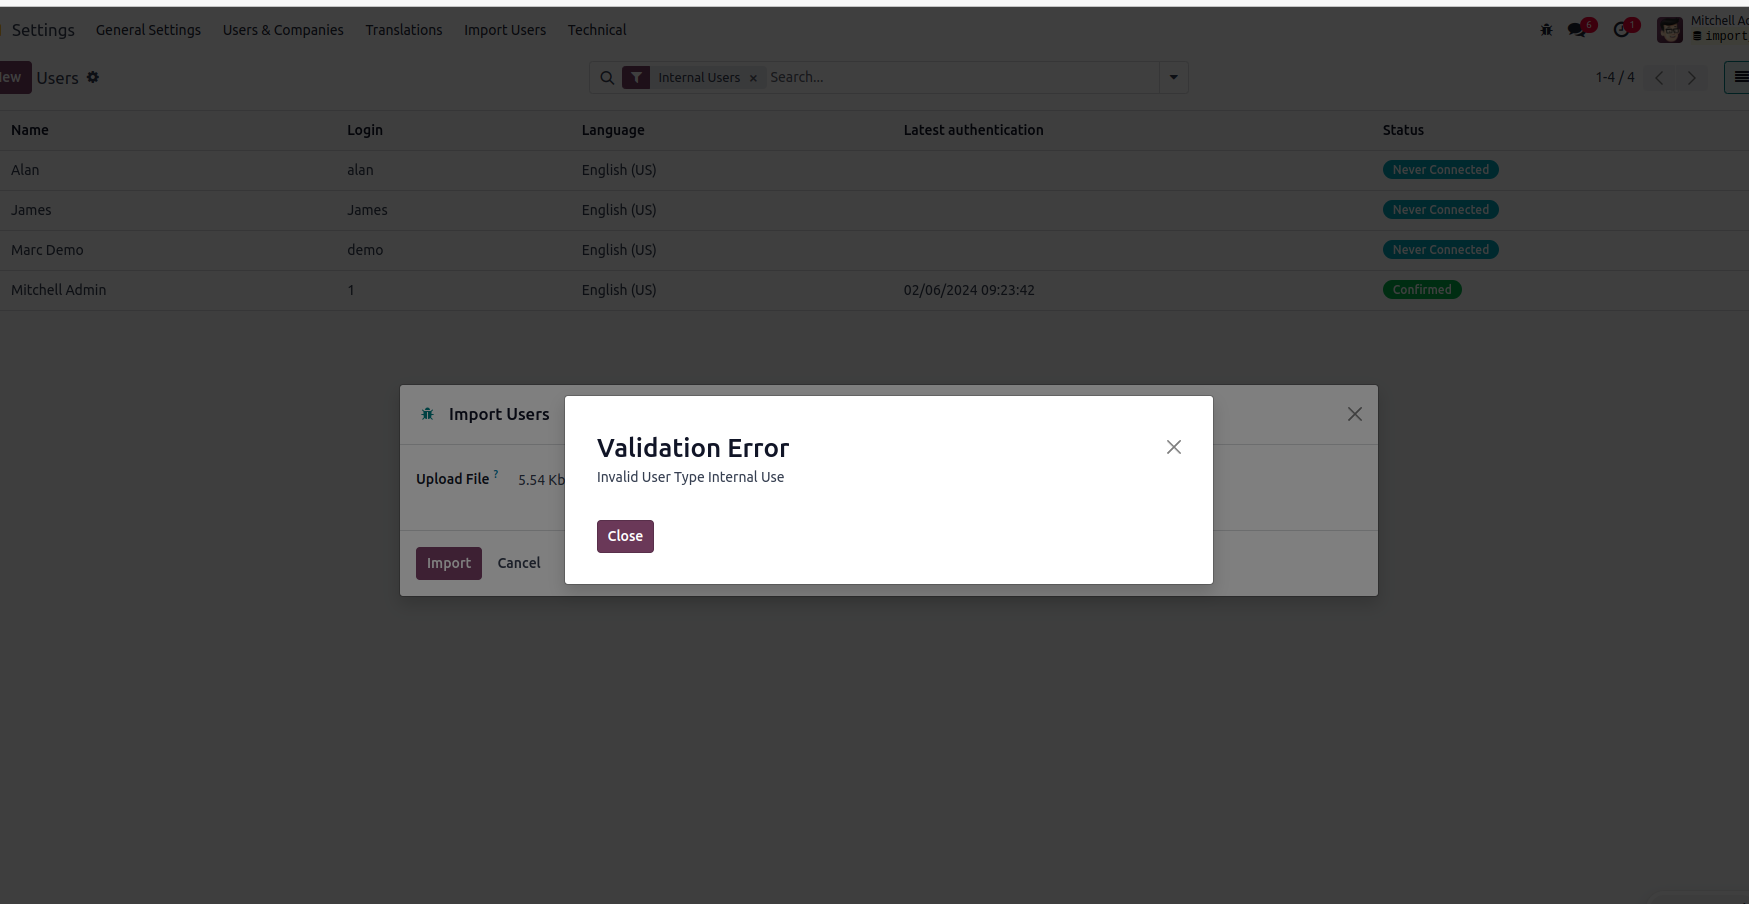 Settings General Settings Users & Companies Translations Import Users Technical 6 1 Mitchell
import
Users Internal Users × Search... 1-4 / 4
Name Login Language Latest authentication Status
Alan alan English (US) Never Connected
James James English (US) Never Connected
Marc Demo demo English (US) Never Connected
Mitchell Admin 1 English (US) 02/06/2024 09:23:42 Confirmed
Import Users
Validation Error
Invalid User Type Internal Use
Upload File ? 5.54 Kb
Close
Import Cancel